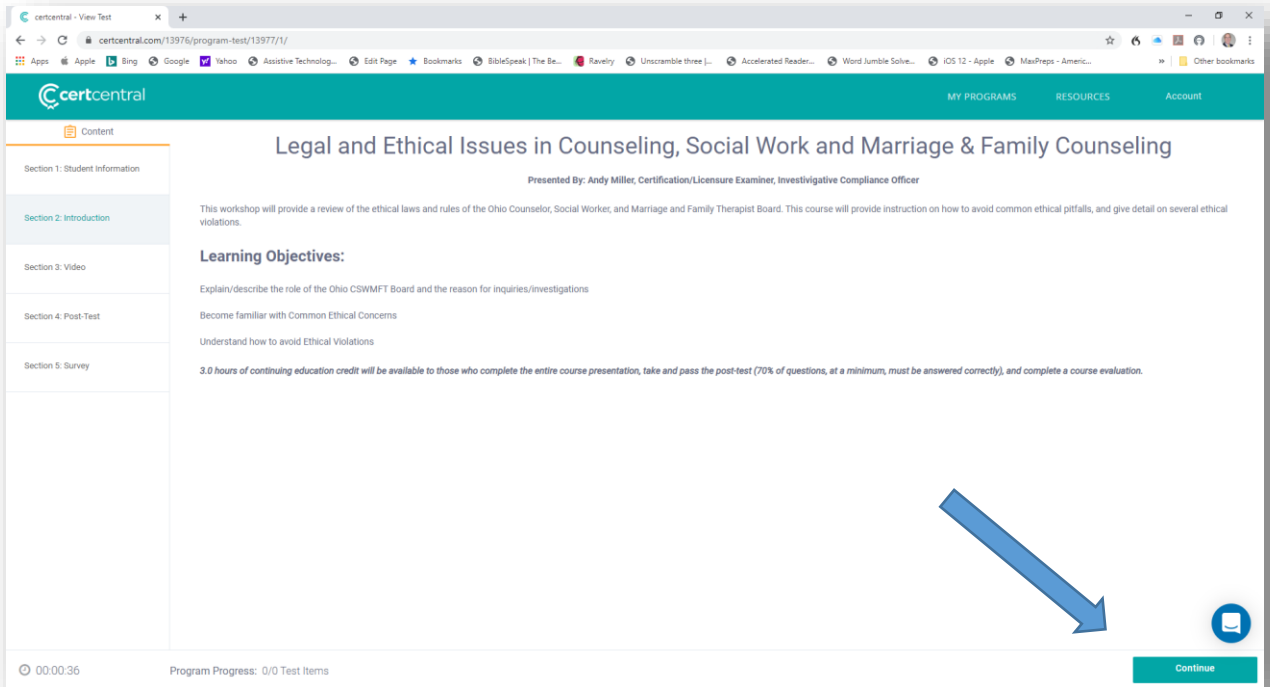 certcentral - View Test
certcentral.com/13976/program-test/13977/1/
Apps Apple Bing Google Yahoo Assistive Technolog... Edit Page Bookmarks BibleSpeak | The Be... Ravelry Unscramble three |... Accelerated Reader... Word Jumble Solve... iOS 12 - Apple MaxPreps - Americ... » Other bookmarks
certcentral MY PROGRAMS RESOURCES Account
Content
Section 1: Student Information
Section 2: Introduction
Section 3: Video
Section 4: Post-Test
Section 5: Survey
Legal and Ethical Issues in Counseling, Social Work and Marriage & Family Counseling
Presented By: Andy Miller, Certification/Licensure Examiner, Investivigative Compliance Officer
This workshop will provide a review of the ethical laws and rules of the Ohio Counselor, Social Worker, and Marriage and Family Therapist Board. This course will provide instruction on how to avoid common ethical pitfalls, and give detail on several ethical
violations.
Learning Objectives:
Explain/describe the role of the Ohio CSWMFT Board and the reason for inquiries/investigations
Become familiar with Common Ethical Concerns
Understand how to avoid Ethical Violations
3.0 hours of continuing education credit will be available to those who complete the entire course presentation, take and pass the post-test (70% of questions, at a minimum, must be answered correctly), and complete a course evaluation.
00:00:36 Program Progress: 0/0 Test Items Continue